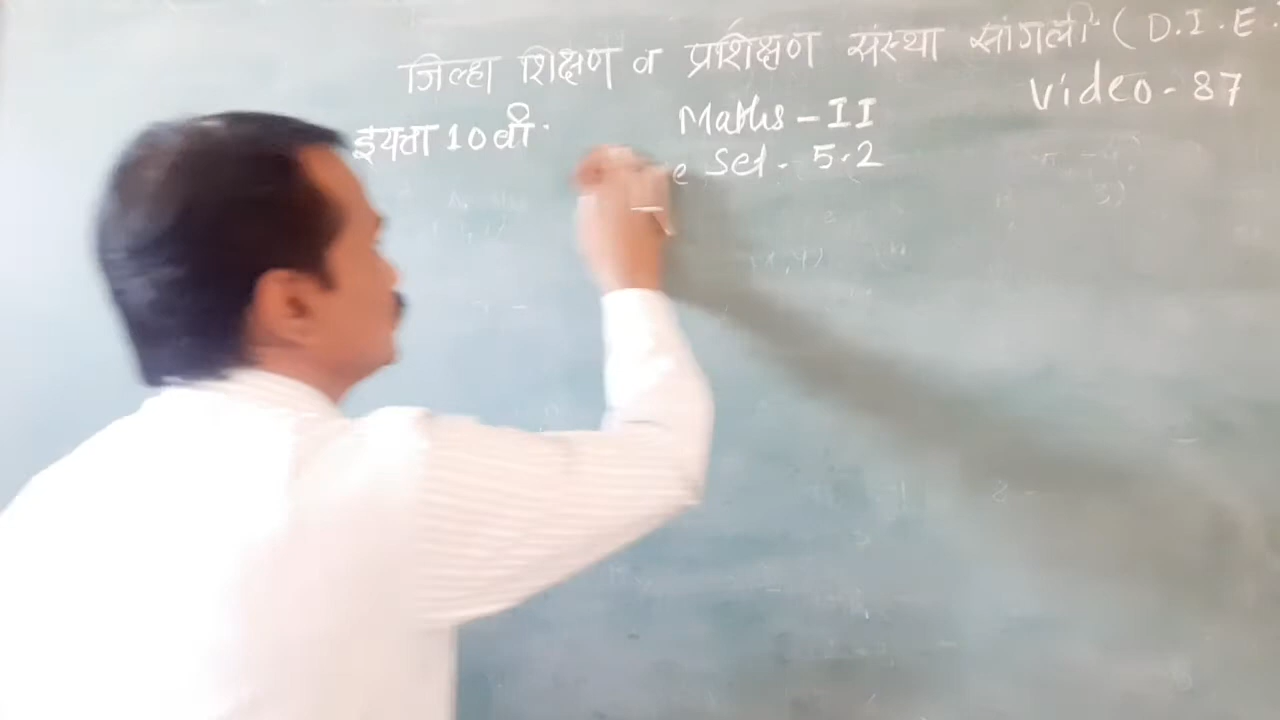 जिल्हा शिक्षण व प्रशिक्षण संस्था सांगली (D.I.E.
Video - 87
इयत्ता 10 वी. Maths - II
e Set - 5.2